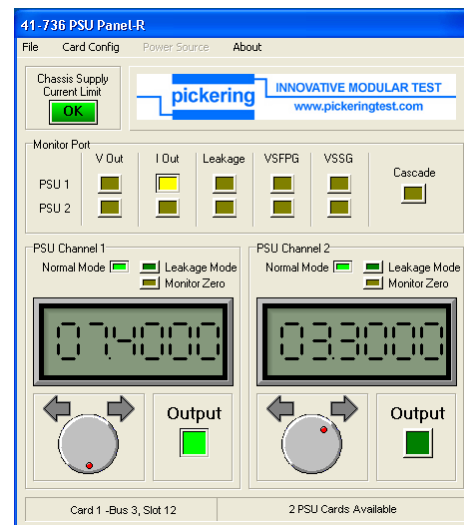 41-736 PSU Panel-R
File Card Config Power Source About
Chassis Supply
Current Limit
OK
pickering
INNOVATIVE MODULAR TEST
www.pickeringtest.com
Monitor Port
V Out I Out Leakage VSFPG VSSG
Cascade
PSU 1
PSU 2
PSU Channel 1
Normal Mode Leakage Mode
Monitor Zero
07.4000
Output
PSU Channel 2
Normal Mode Leakage Mode
Monitor Zero
03.3000
Output
Card 1 -Bus 3, Slot 12
2 PSU Cards Available